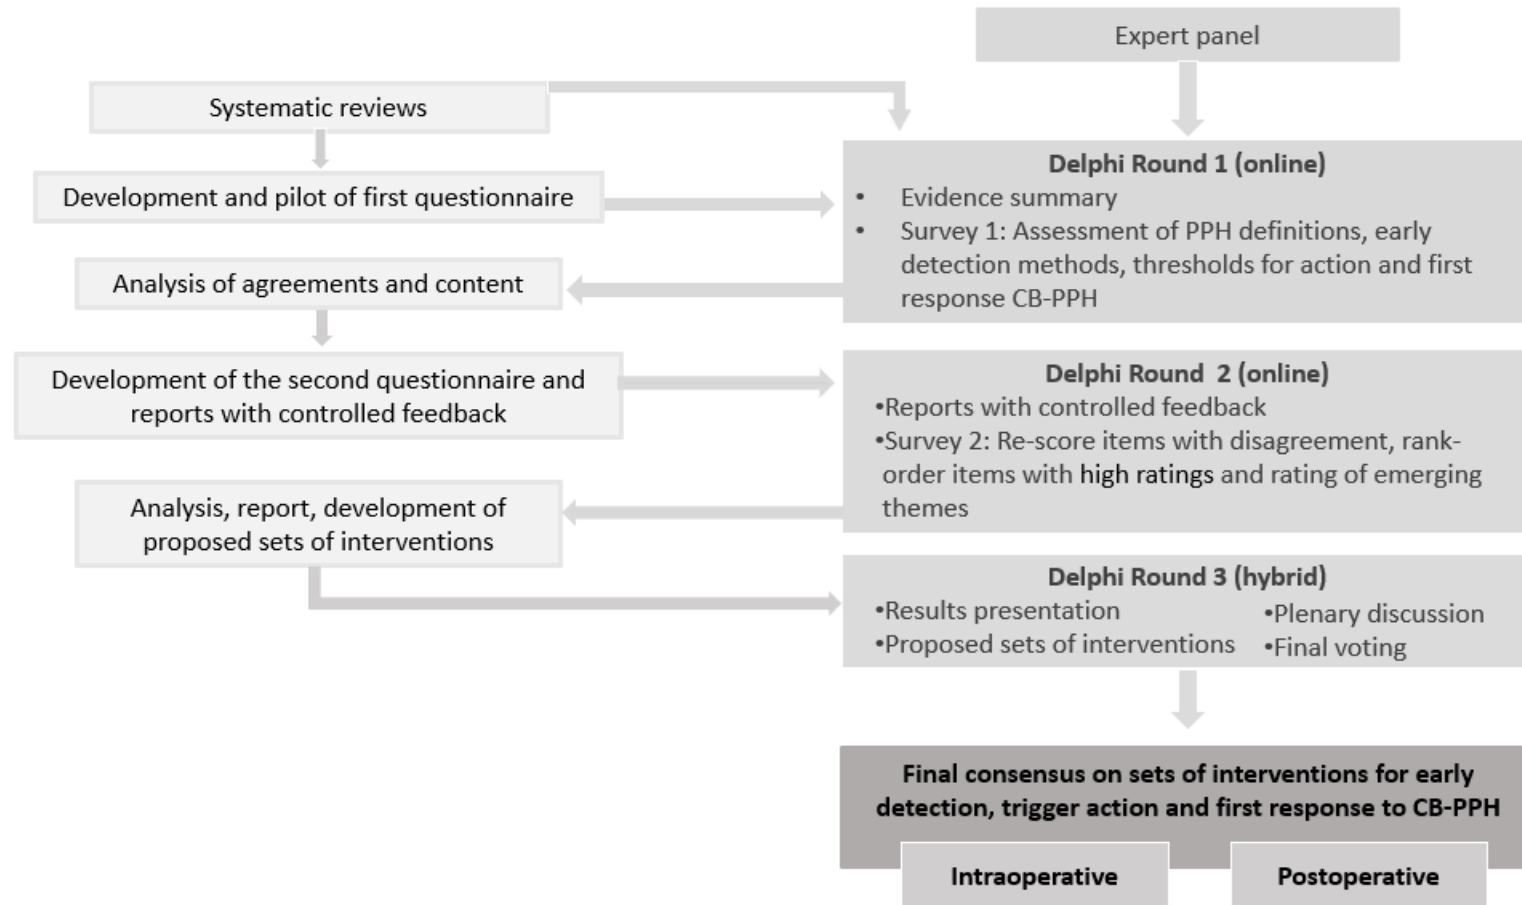 Expert panel
Systematic reviews
Development and pilot of first questionnaire
Delphi Round 1 (online)
• Evidence summary
• Survey 1: Assessment of PPH definitions, early
detection methods, thresholds for action and first
response CB-PPH
Analysis of agreements and content
Development of the second questionnaire and
reports with controlled feedback
Delphi Round 2 (online)
•Reports with controlled feedback
•Survey 2: Re-score items with disagreement, rank-
order items with high ratings and rating of emerging
themes
Analysis, report, development of
proposed sets of interventions
Delphi Round 3 (hybrid)
•Results presentation
•Proposed sets of interventions
•Plenary discussion
•Final voting
Final consensus on sets of interventions for early
detection, trigger action and first response to CB-PPH
Intraoperative
Postoperative